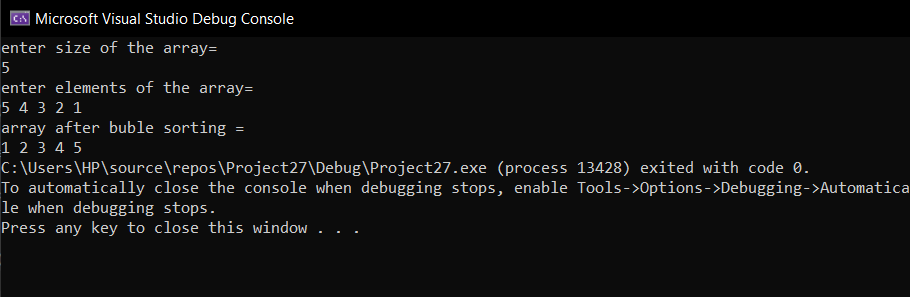 Microsoft Visual Studio Debug Console
enter size of the array=
5
enter elements of the array=
5 4 3 2 1
array after buble sorting =
1 2 3 4 5
C:\Users\HP\source\repos\Project27\Debug\Project27.exe (process 13428) exited with code 0.
To automatically close the console when debugging stops, enable Tools->Options->Debugging->Automatica
le when debugging stops.
Press any key to close this window . . .